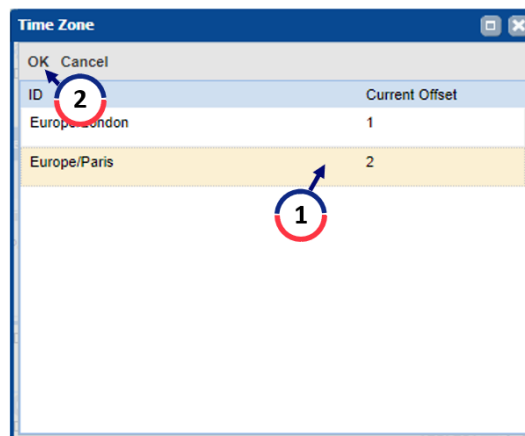 Time Zone
OK Cancel
2
ID Current Offset
Europe/London 1
Europe/Paris 2
1